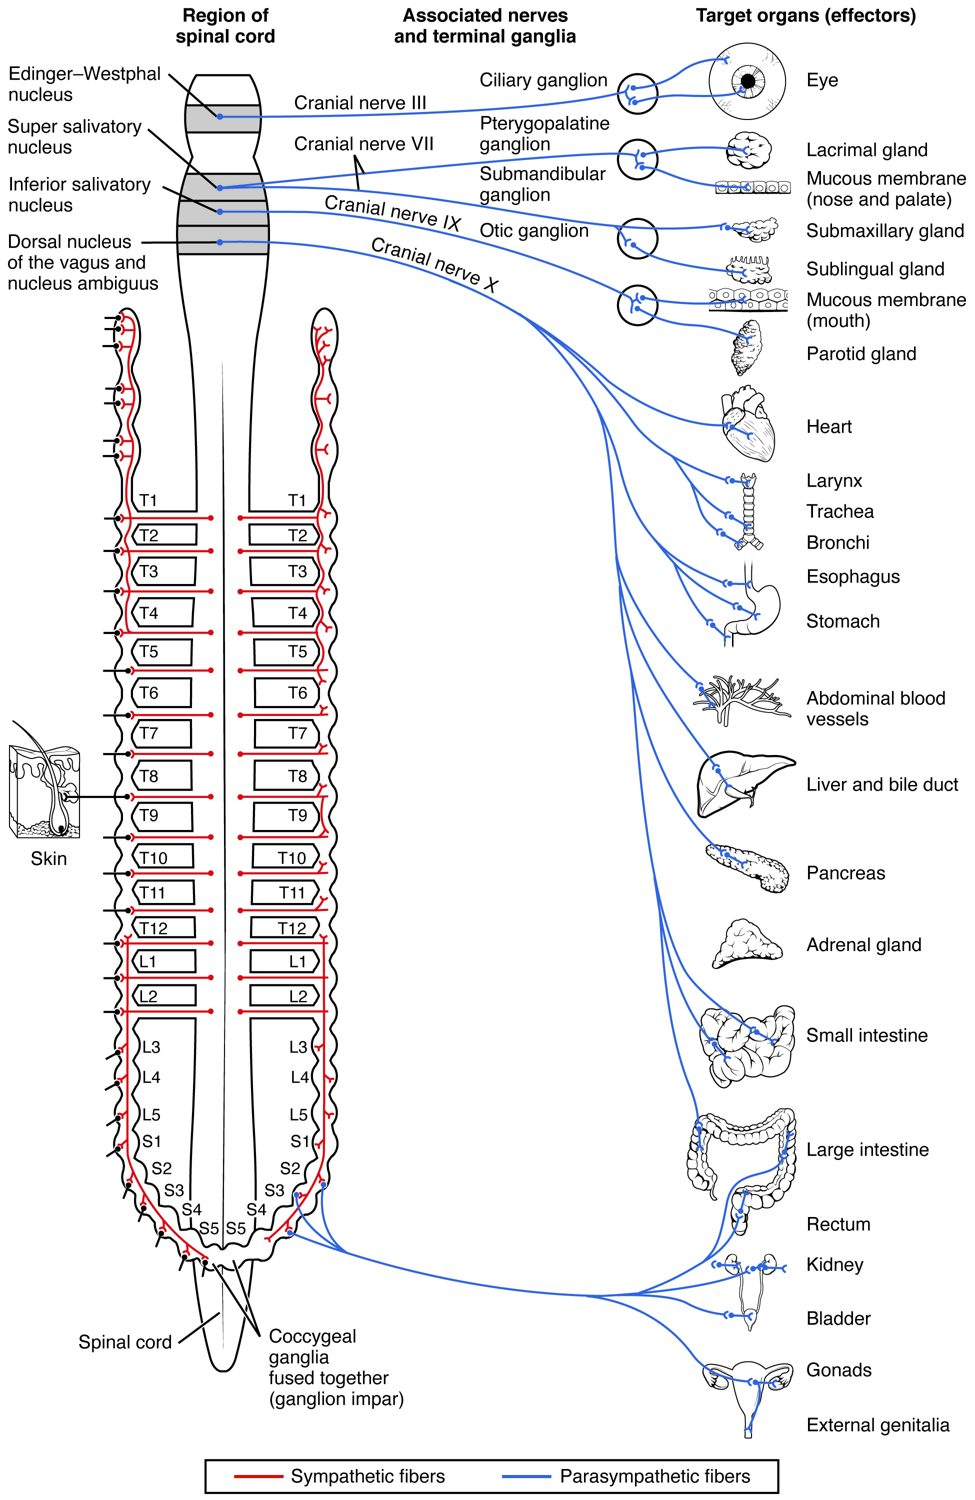 Region of
spinal cord
Associated nerves
and terminal ganglia
Target organs (effectors)
Edinger–Westphal
nucleus
Super salivatory
nucleus
Inferior salivatory
nucleus
Dorsal nucleus
of the vagus and
nucleus ambiguus
Cranial nerve III
Cranial nerve VII
Cranial nerve IX
Cranial nerve X
Ciliary ganglion
Pterygopalatine
ganglion
Submandibular
ganglion
Otic ganglion
Eye
Lacrimal gland
Mucous membrane
(nose and palate)
Submaxillary gland
Sublingual gland
Mucous membrane
(mouth)
Parotid gland
Heart
Larynx
Trachea
Bronchi
Esophagus
Stomach
Abdominal blood
vessels
Liver and bile duct
Pancreas
Adrenal gland
Small intestine
Large intestine
Rectum
Kidney
Bladder
Gonads
External genitalia
T1 T1
T2 T2
T3 T3
T4 T4
T5 T5
T6 T6
T7 T7
T8 T8
T9 T9
T10 T10
T11 T11
T12 T12
L1 L1
L2 L2
L3 L3
L4 L4
L5 L5
S1 S1
S2 S2
S3 S3
S4 S4
S5 S5
Skin
Spinal cord
Coccygeal
ganglia
fused together
(ganglion impar)
Sympathetic fibers
Parasympathetic fibers